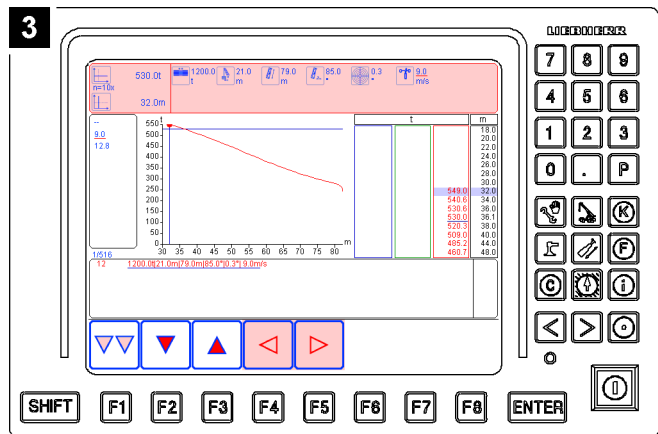 3
LIEBHERR
530.0t
1200.0 t
21.0 m
79.0 m
85.0 °
0.3 °
9.0 m/s
n=10x
32.0m
--
9.0
12.8
1/516
t
550
500
450
400
350
300
250
200
150
100
50
0
30 35 40 45 50 55 60 65 70 75 80 m
t
m
18.0
20.0
22.0
24.0
26.0
28.0
30.0
549.0 32.0
540.6 34.0
530.6 36.0
530.0 36.1
520.3 38.0
509.0 40.0
485.2 44.0
460.7 48.0
12 1200.0t|21.0m|79.0m|85.0°|0.3°| 9.0m/s
7 8 9
4 5 6
1 2 3
0 . P
K
F
C i
< >
SHIFT F1 F2 F3 F4 F5 F6 F7 F8 ENTER